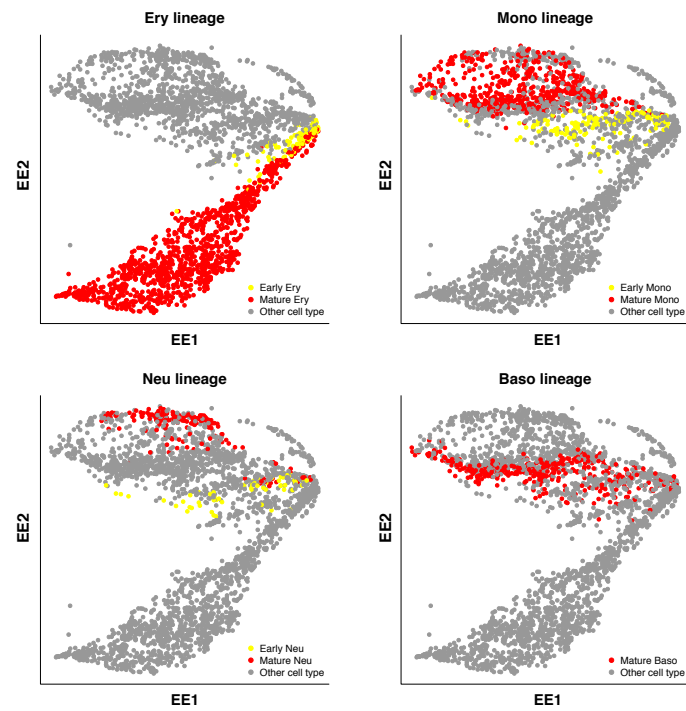 Ery lineage
EE2
Early Ery
Mature Ery
Other cell type
EE1
Mono lineage
EE2
Early Mono
Mature Mono
Other cell type
EE1
Neu lineage
EE2
Early Neu
Mature Neu
Other cell type
EE1
Baso lineage
EE2
Mature Baso
Other cell type
EE1